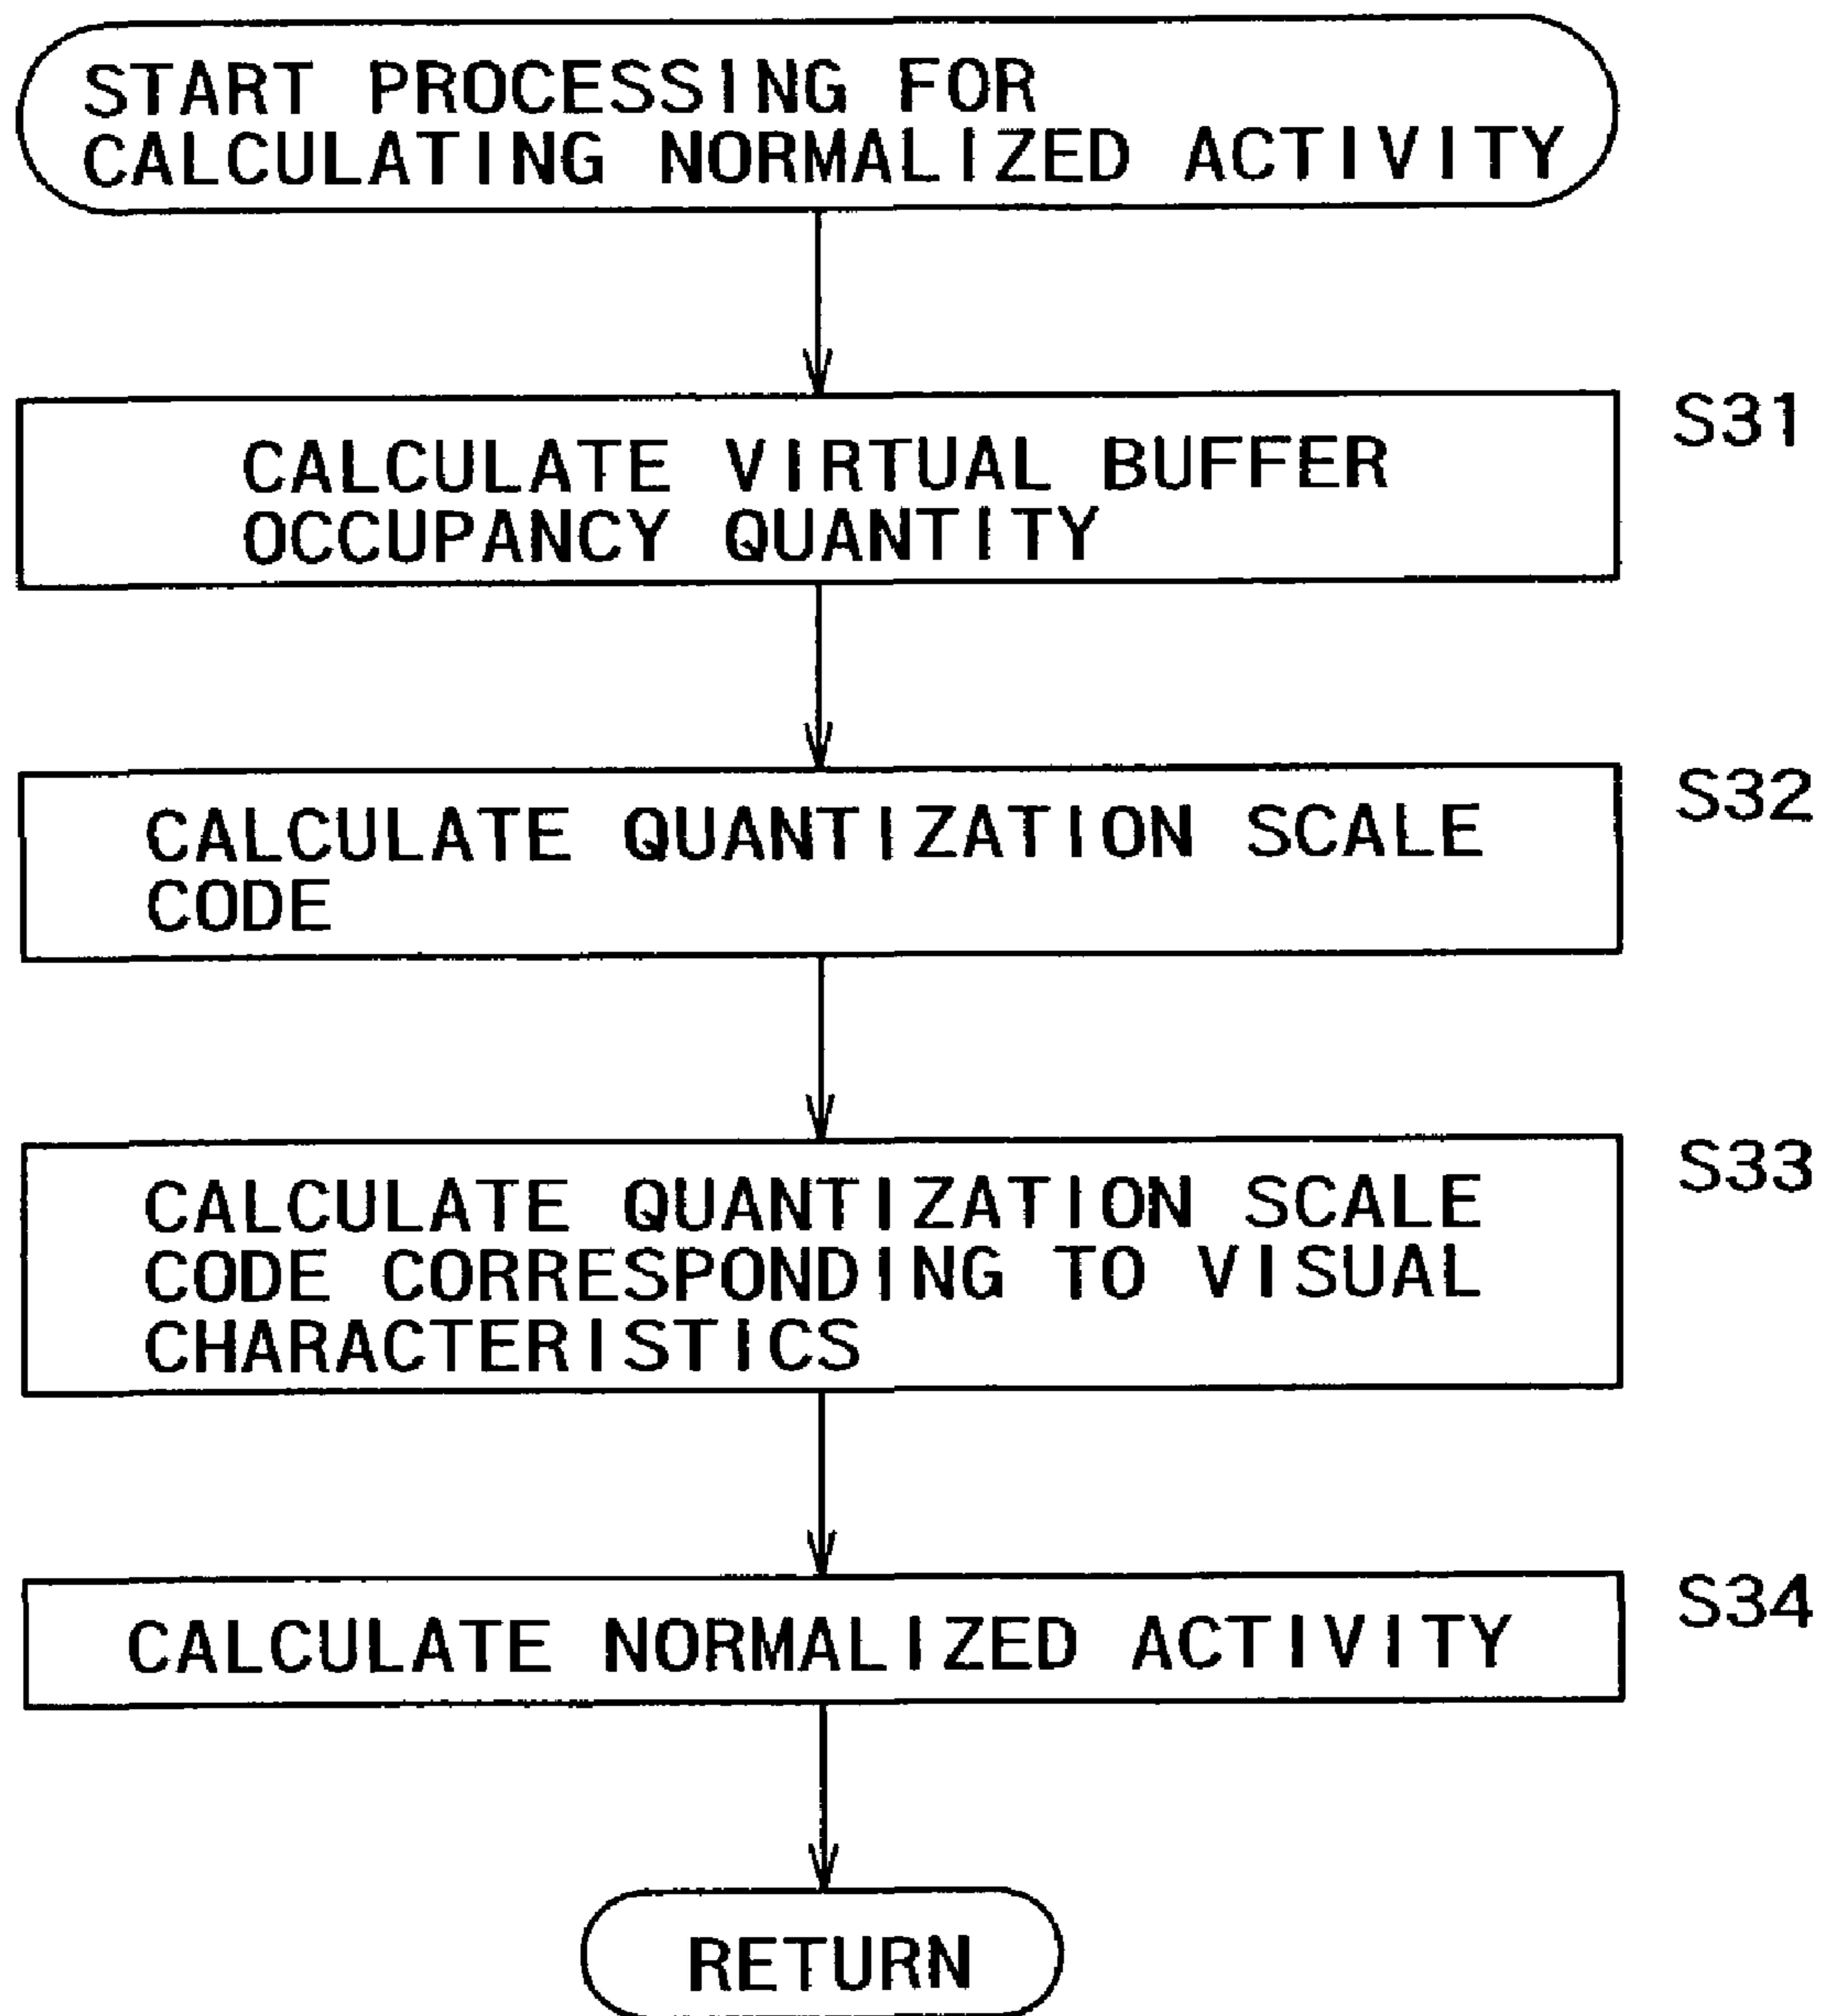 START PROCESSING FOR
CALCULATING NORMALIZED ACTIVITY
S31
CALCULATE VIRTUAL BUFFER
OCCUPANCY QUANTITY
S32
CALCULATE QUANTIZATION SCALE
CODE
S33
CALCULATE QUANTIZATION SCALE
CODE CORRESPONDING TO VISUAL
CHARACTERISTICS
S34
CALCULATE NORMALIZED ACTIVITY
RETURN